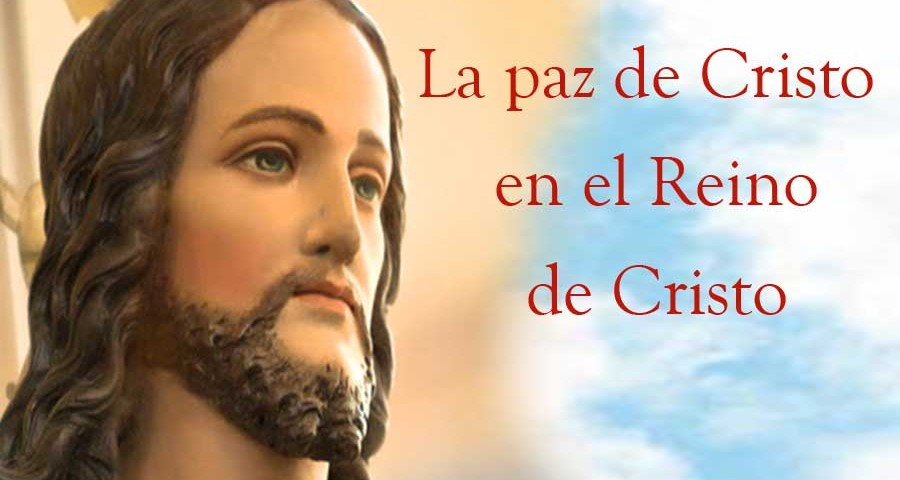 La paz de Cristo
en el Reino
de Cristo